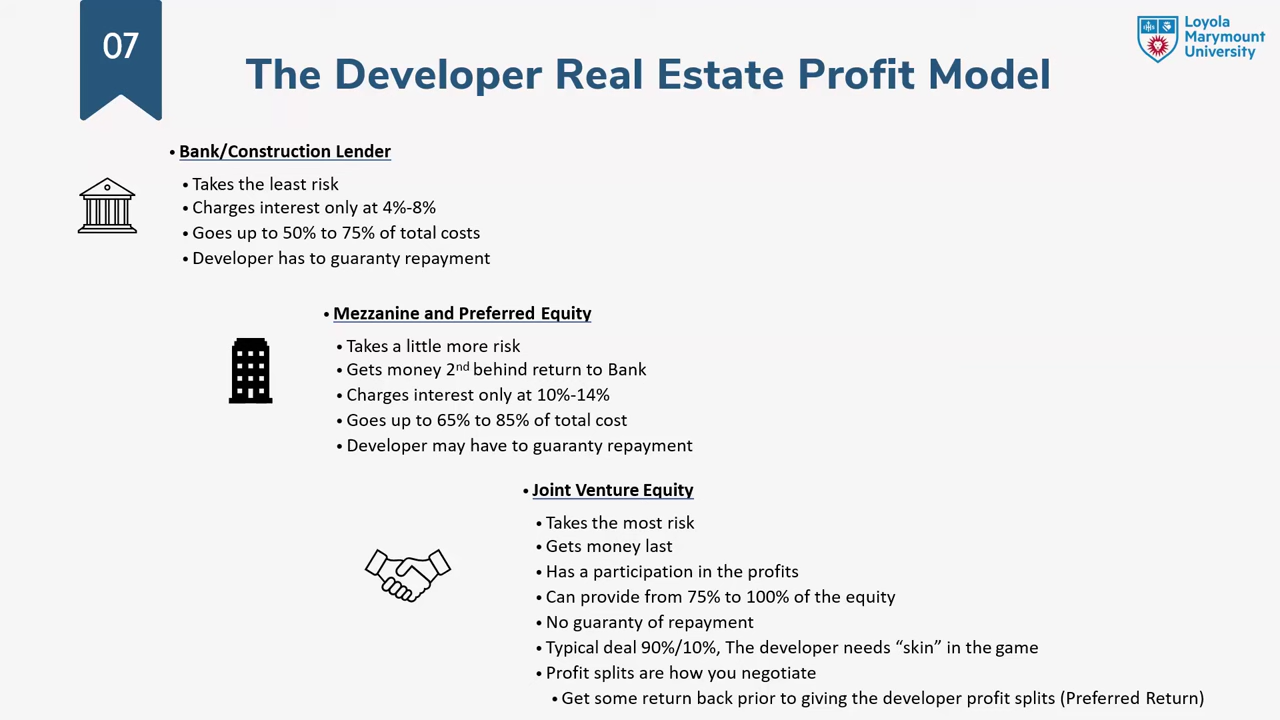 07
Loyola
Marymount
University
The Developer Real Estate Profit Model
• Bank/Construction Lender
• Takes the least risk
• Charges interest only at 4%-8%
• Goes up to 50% to 75% of total costs
• Developer has to guaranty repayment
• Mezzanine and Preferred Equity
• Takes a little more risk
• Gets money 2nd behind return to Bank
• Charges interest only at 10%-14%
• Goes up to 65% to 85% of total cost
• Developer may have to guaranty repayment
• Joint Venture Equity
• Takes the most risk
• Gets money last
• Has a participation in the profits
• Can provide from 75% to 100% of the equity
• No guaranty of repayment
• Typical deal 90%/10%, The developer needs “skin” in the game
• Profit splits are how you negotiate
• Get some return back prior to giving the developer profit splits (Preferred Return)